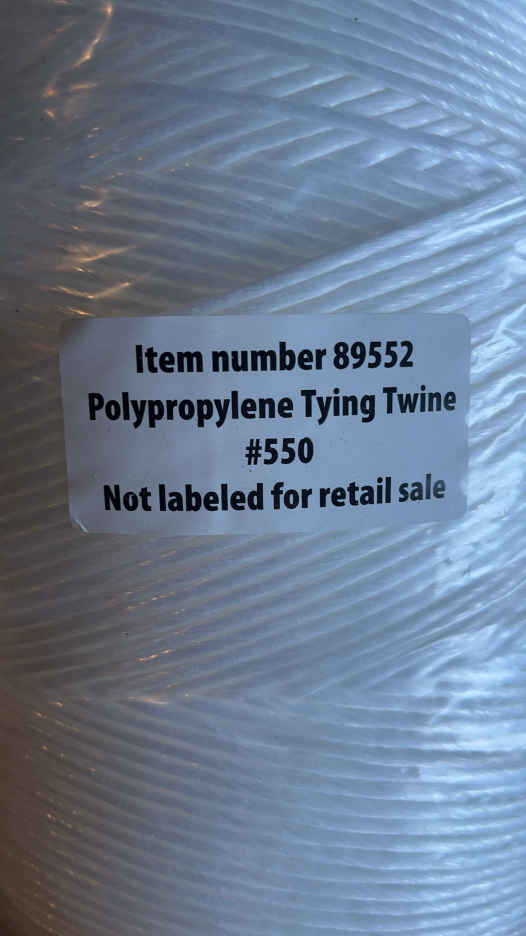 Item number 89552
Polypropylene Tying Twine
#550
Not labeled for retail sale